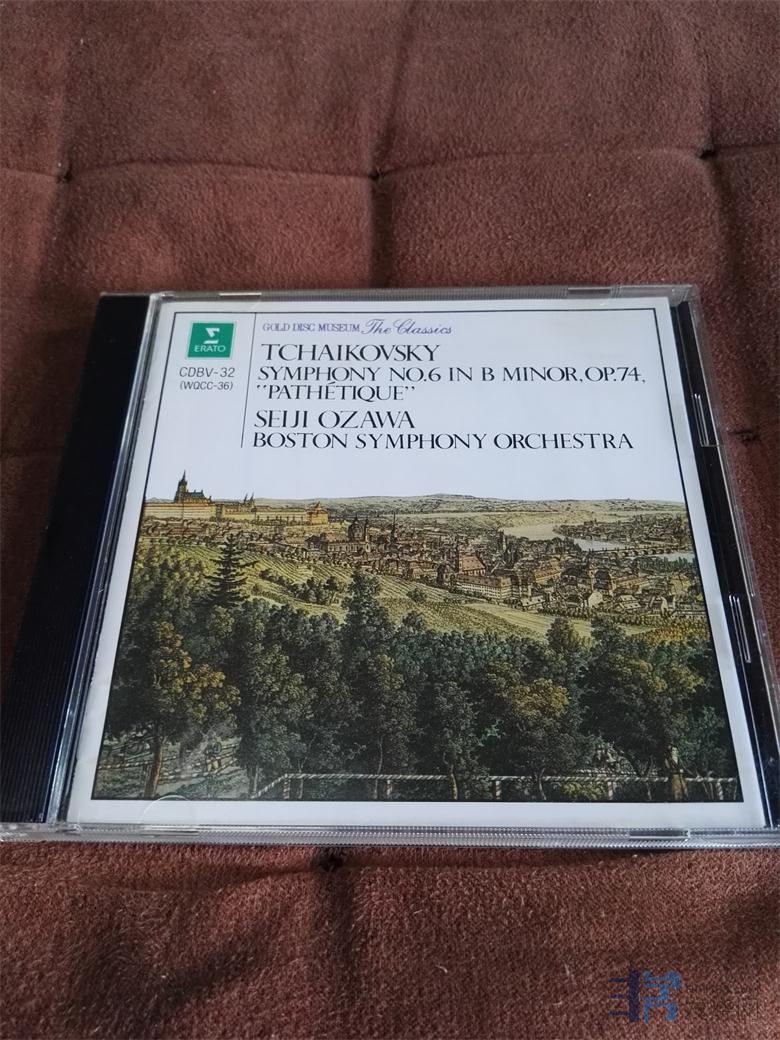 ERATO
CDBV-32
(WQCC-36)
GOLD DISC MUSEUM The Classics
TCHAIKOVSKY
SYMPHONY NO.6 IN B MINOR, OP.74,
"PATHÉTIQUE"
SEIJI OZAWA
BOSTON SYMPHONY ORCHESTRA